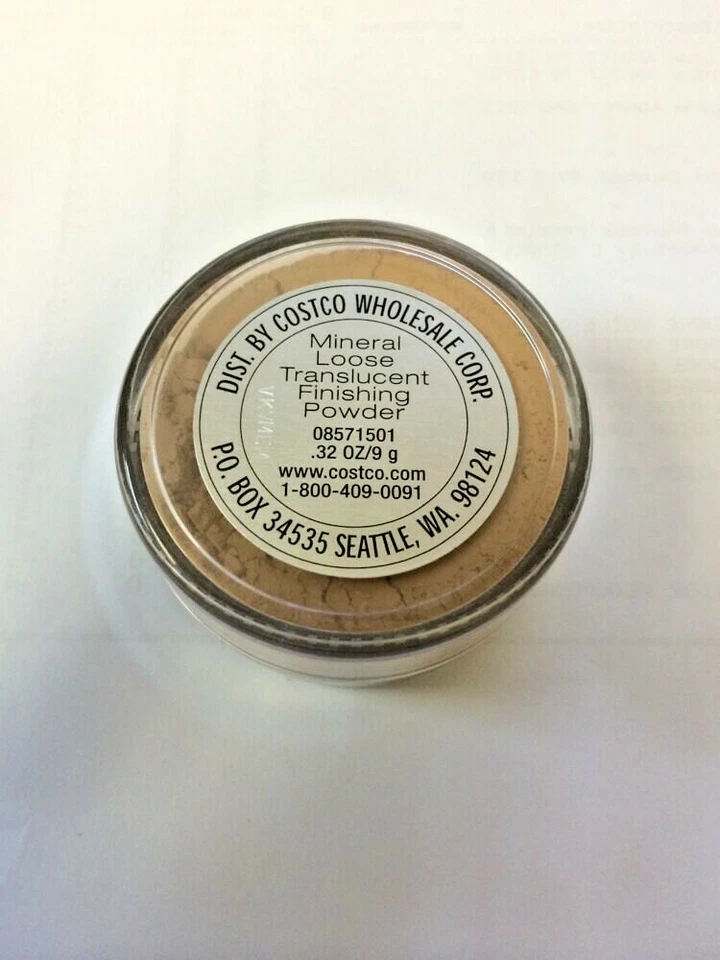 DIST. BY COSTCO WHOLESALE CORP.
Mineral
Loose
Translucent
Finishing
Powder
08571501
.32 OZ/9 g
www.costco.com
1-800-409-0091
P.O. BOX 34535 SEATTLE, WA. 98124